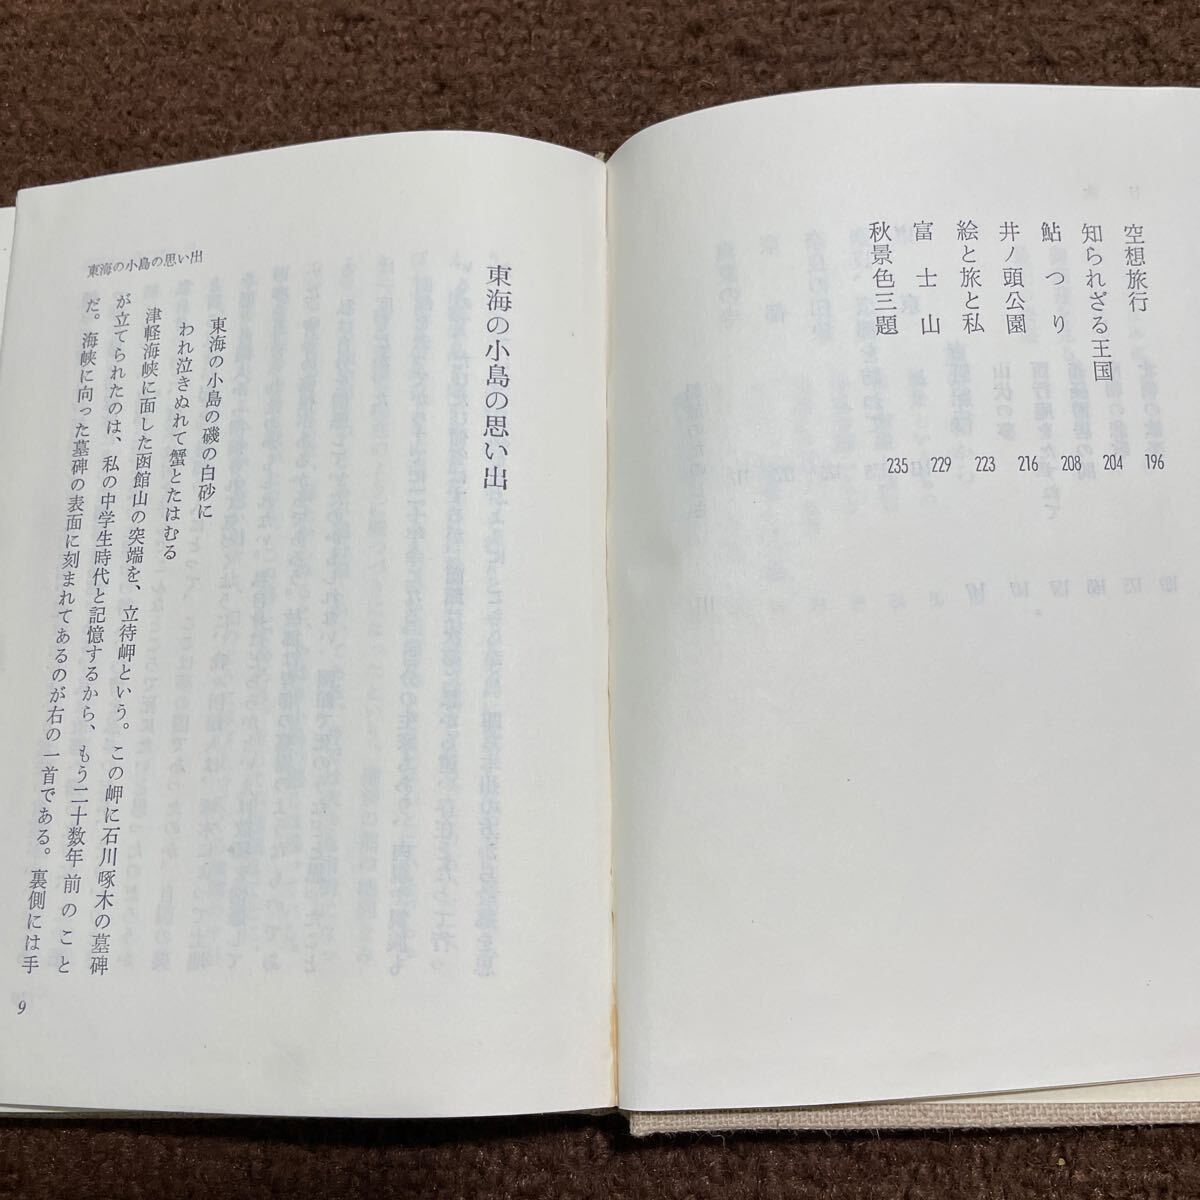 空想旅行 196
知られざる王国 204
鮎つり 208
井ノ頭公園 216
絵と旅と私 223
富士山 229
秋景色三題 235
東海の小島の思い出
東海の小島の磯の白砂に
われ泣きぬれて蟹とたはむる
津軽海峡に面した函館山の突端を、立待岬という。この岬に石川啄木の墓碑
が立てられたのは、私の中学生時代と記憶するから、もう二十数年前のこと
だ。海峡に向った墓碑の表面に刻まれてあるのが右の一首である。裏側には手
東海の小島の思い出
9